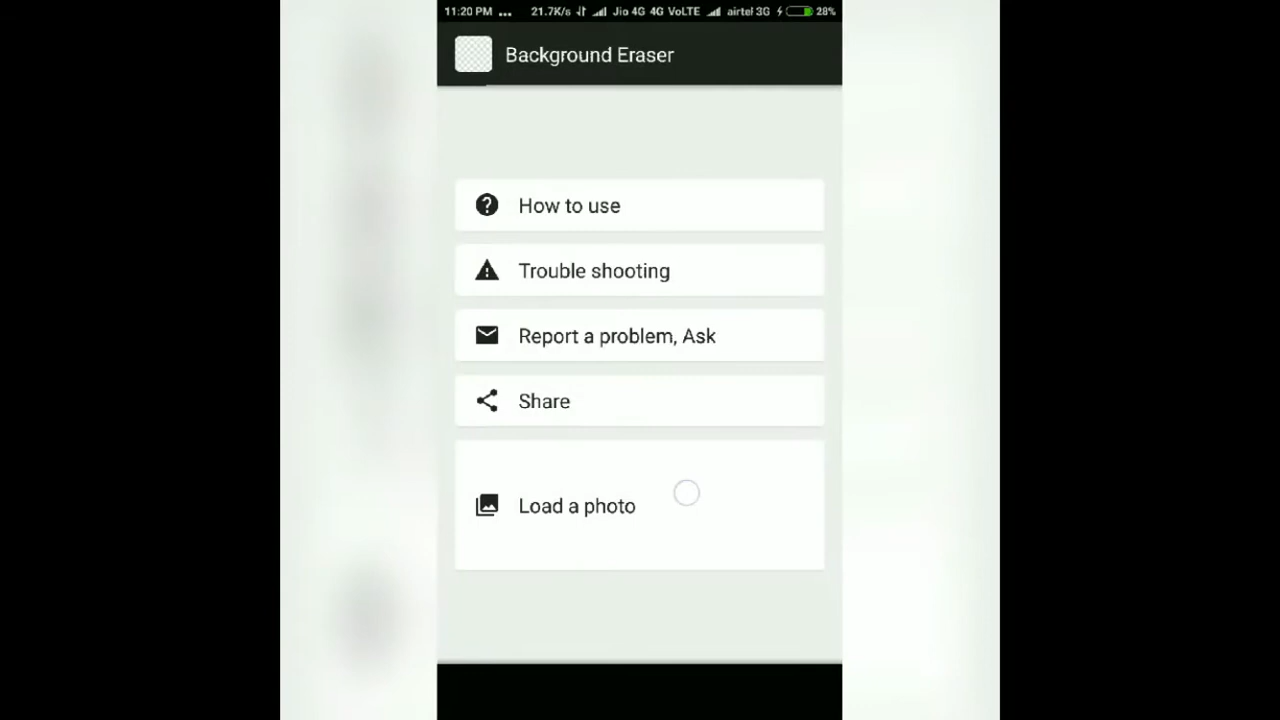 11:20 PM ... 21.7K/s Jio 4G 4G VoLTE airtel 3G 28%
Background Eraser
How to use
Trouble shooting
Report a problem, Ask
Share
Load a photo